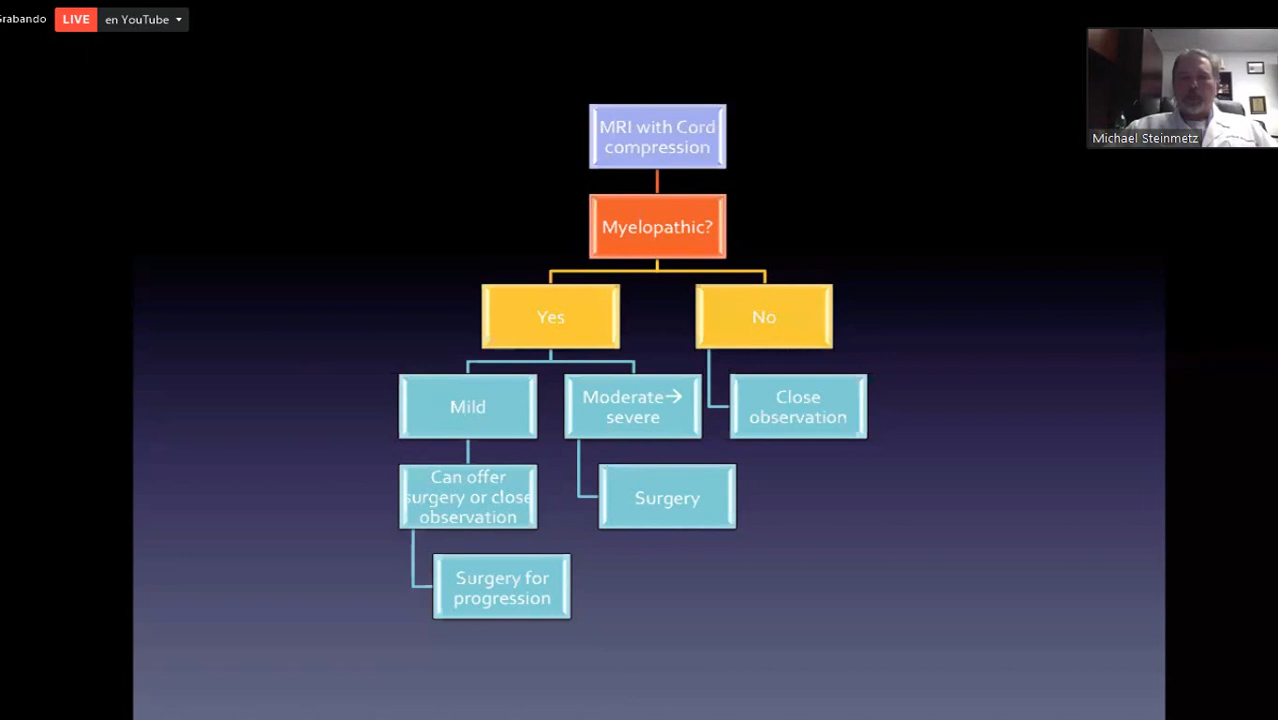 Grabando
LIVE en YouTube
Michael Steinmetz
MRI with Cord
compression
Myelopathic?
Yes
No
Mild
Moderate→
severe
Close
observation
Can offer
surgery or close
observation
Surgery
Surgery for
progression